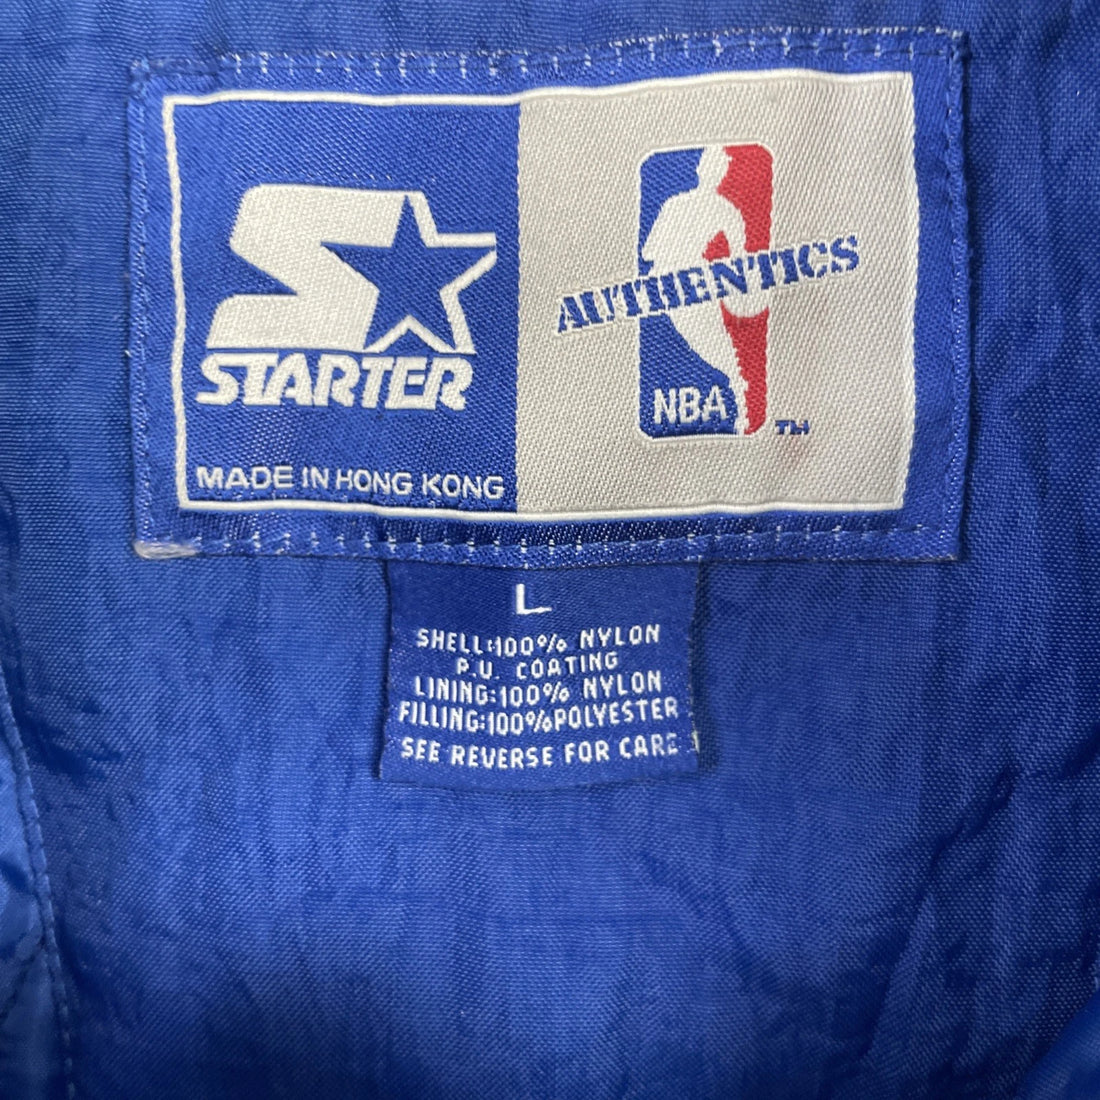 STARTER
MADE IN HONG KONG
AUTHENTICS
NBA
TM
L
SHELL:100% NYLON
P.U. COATING
LINING:100% NYLON
FILLING:100%POLYESTER
SEE REVERSE FOR CARE